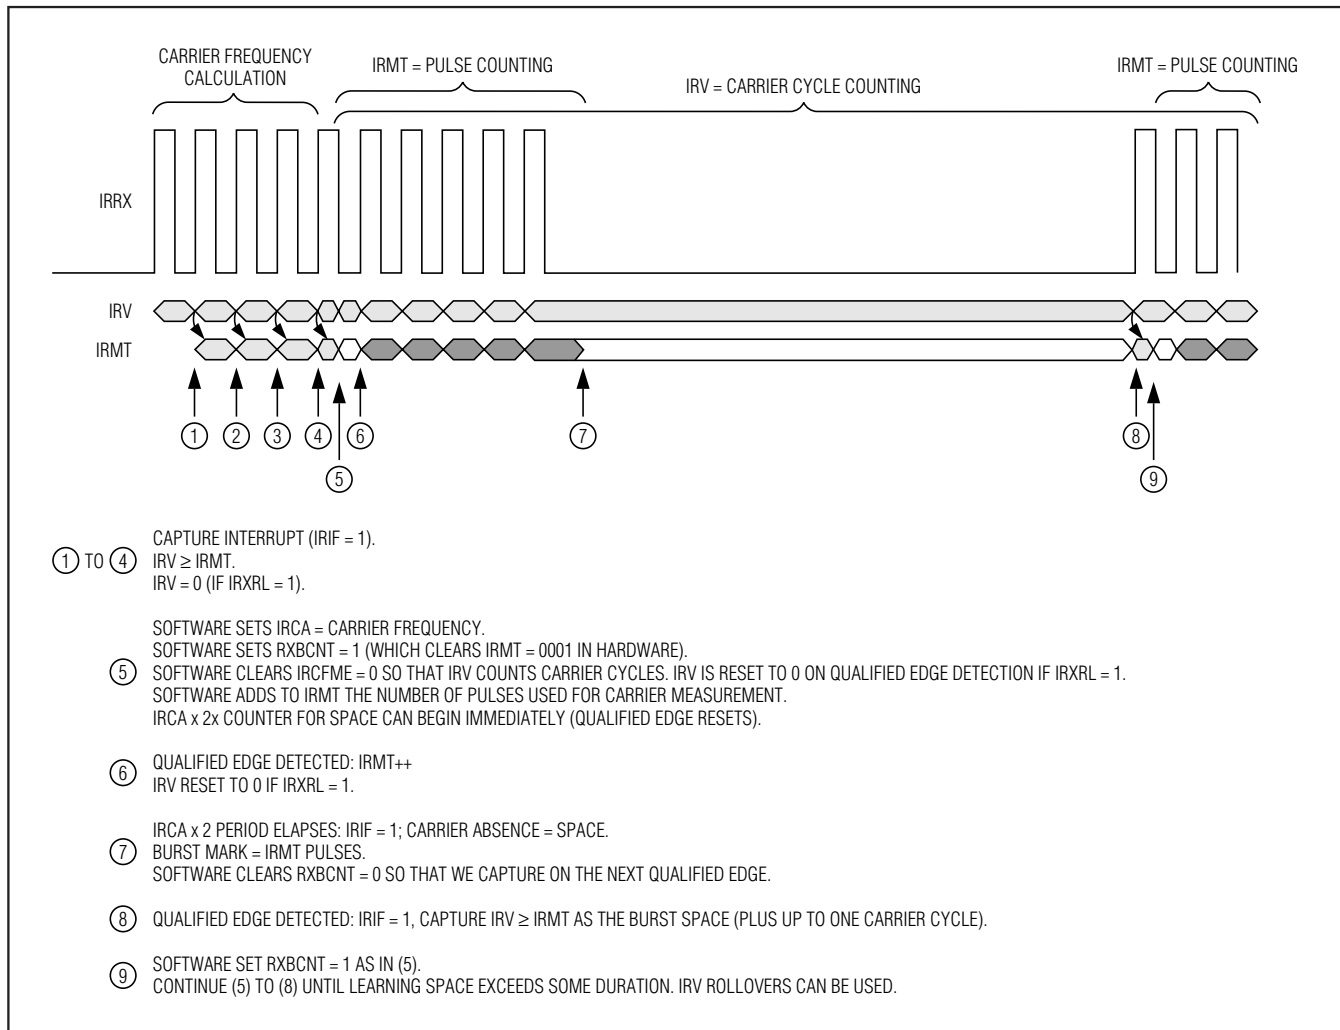 CARRIER FREQUENCY
CALCULATION
IRMT = PULSE COUNTING
IRV = CARRIER CYCLE COUNTING
IRMT = PULSE COUNTING
IRRX
IRV
IRMT
1
2
3
4
6
7
8
5
9
1 TO 4
CAPTURE INTERRUPT (IRIF = 1).
IRV ≥ IRMT.
IRV = 0 (IF IRXRL = 1).
5
SOFTWARE SETS IRCA = CARRIER FREQUENCY.
SOFTWARE SETS RXBCNT = 1 (WHICH CLEARS IRMT = 0001 IN HARDWARE).
SOFTWARE CLEARS IRCFME = 0 SO THAT IRV COUNTS CARRIER CYCLES. IRV IS RESET TO 0 ON QUALIFIED EDGE DETECTION IF IRXRL = 1.
SOFTWARE ADDS TO IRMT THE NUMBER OF PULSES USED FOR CARRIER MEASUREMENT.
IRCA x 2x COUNTER FOR SPACE CAN BEGIN IMMEDIATELY (QUALIFIED EDGE RESETS).
6
QUALIFIED EDGE DETECTED: IRMT++
IRV RESET TO 0 IF IRXRL = 1.
7
IRCA x 2 PERIOD ELAPSES: IRIF = 1; CARRIER ABSENCE = SPACE.
BURST MARK = IRMT PULSES.
SOFTWARE CLEARS RXBCNT = 0 SO THAT WE CAPTURE ON THE NEXT QUALIFIED EDGE.
8
QUALIFIED EDGE DETECTED: IRIF = 1, CAPTURE IRV ≥ IRMT AS THE BURST SPACE (PLUS UP TO ONE CARRIER CYCLE).
9
SOFTWARE SET RXBCNT = 1 AS IN (5).
CONTINUE (5) TO (8) UNTIL LEARNING SPACE EXCEEDS SOME DURATION. IRV ROLLOVERS CAN BE USED.